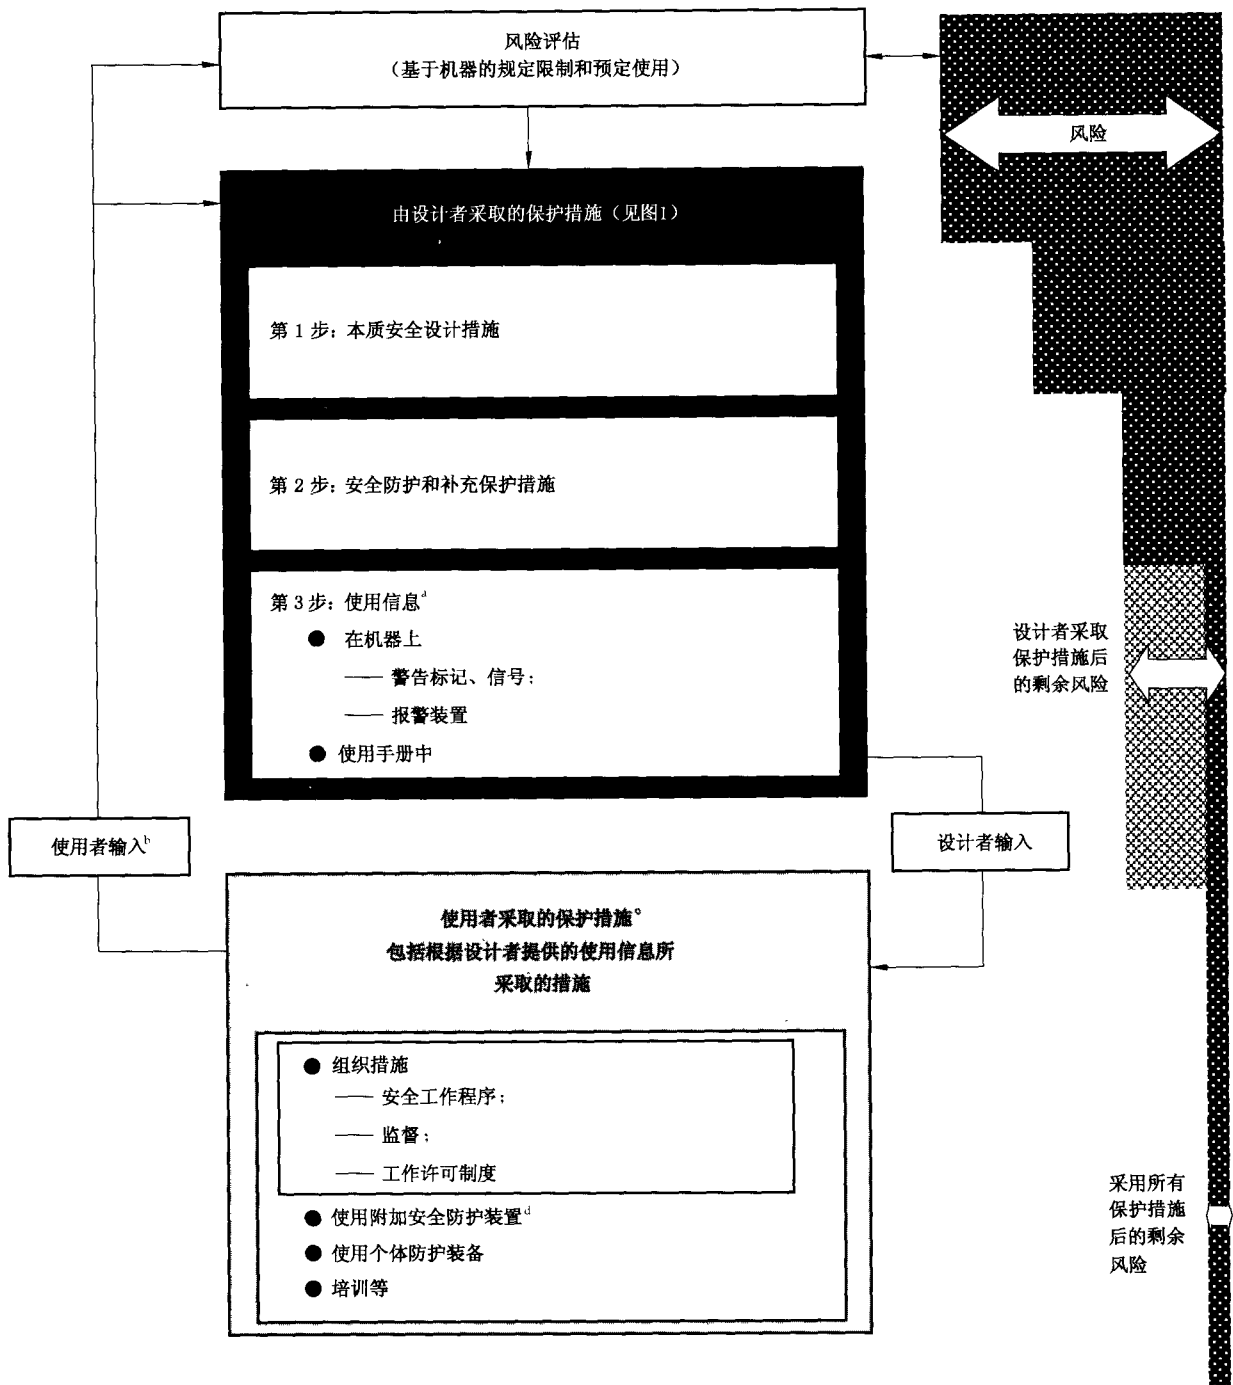 风险评估
（基于机器的规定限制和预定使用）
风险
由设计者采取的保护措施（见图1）
第1步：本质安全设计措施
第2步：安全防护和补充保护措施
第3步：使用信息a
● 在机器上
—— 警告标记、信号；
—— 报警装置
● 使用手册中
设计者采取
保护措施后
的剩余风险
使用者输入b
设计者输入
使用者采取的保护措施c
包括根据设计者提供的使用信息所
采取的措施
● 组织措施
—— 安全工作程序；
—— 监督；
—— 工作许可制度
● 使用附加安全防护装置d
● 使用个体防护装备
● 培训等
采用所有
保护措施
后的剩余
风险